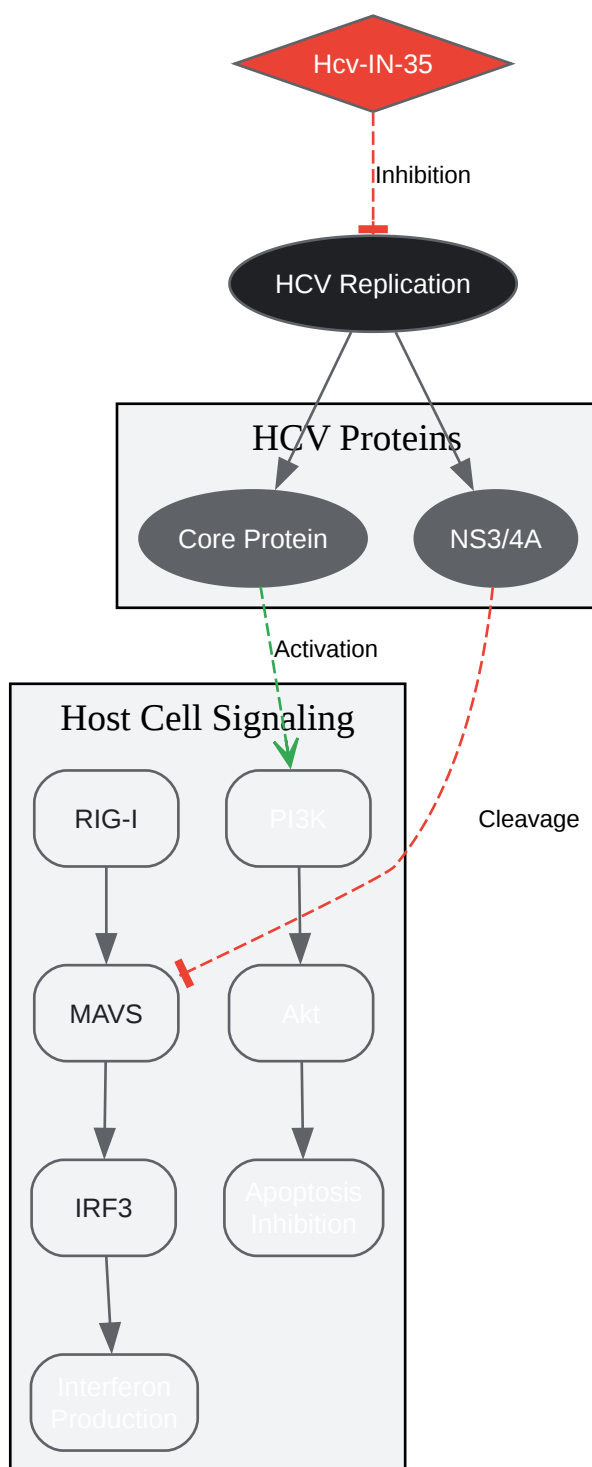 Hcv-IN-35
Inhibition
HCV Replication
HCV Proteins
Core Protein
NS3/4A
Activation
Host Cell Signaling
RIG-I
PI3K
Cleavage
MAVS
Akt
IRF3
Apoptosis
Inhibition
Interferon
Production